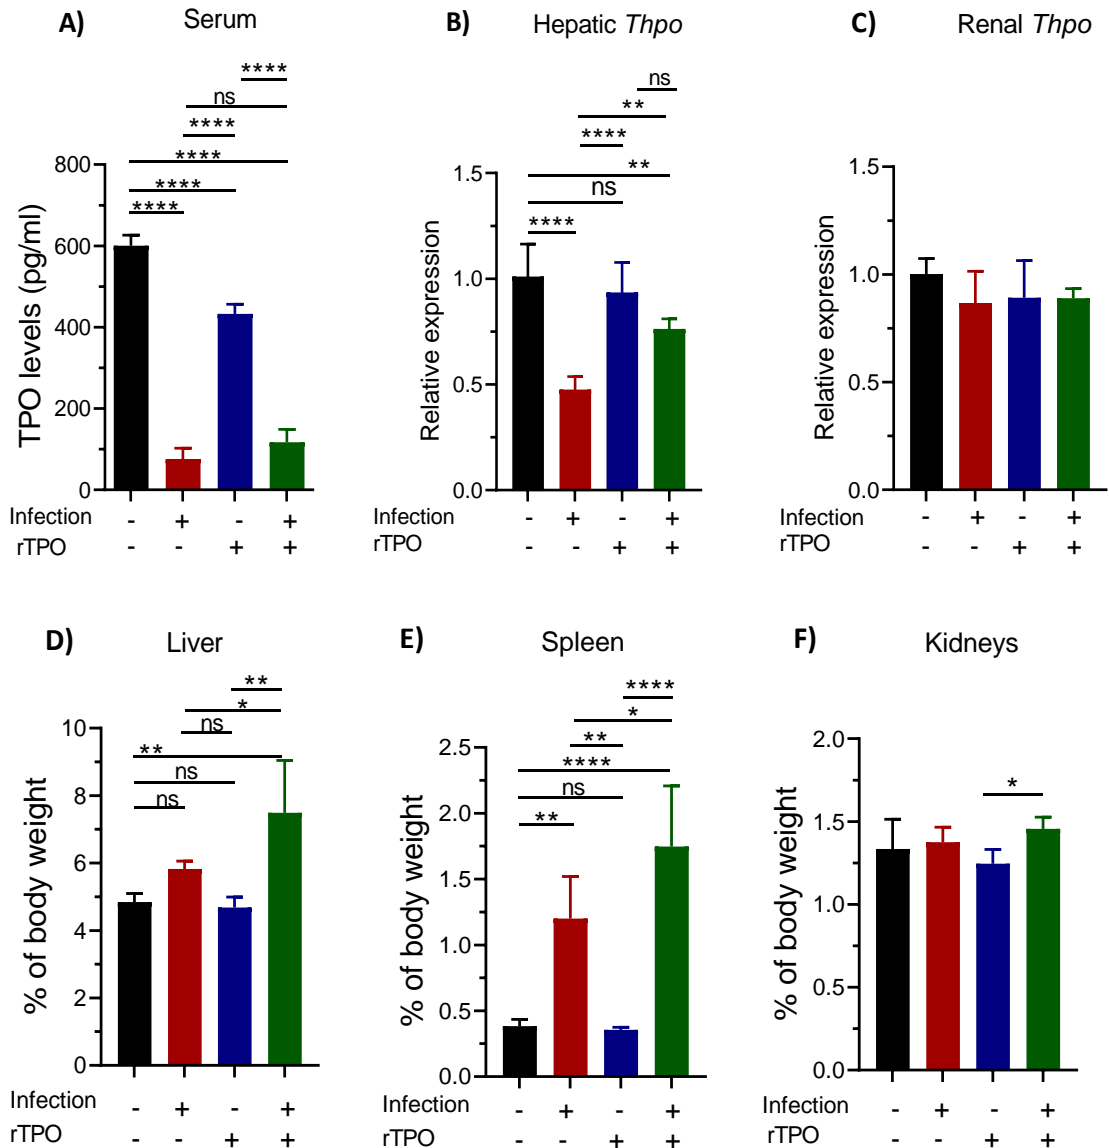 A) Serum
****
ns
****
****
****
****
TPO levels (pg/ml)
800
600
400
200
0
Infection - + - +
rTPO - - + +
B) Hepatic Thpo
ns
**
****
**
ns
****
Relative expression
1.5
1.0
0.5
0.0
Infection - + - +
rTPO - - + +
C) Renal Thpo
Relative expression
1.5
1.0
0.5
0.0
Infection - + - +
rTPO - - + +
D) Liver
**
*
ns
**
ns
ns
% of body weight
10
8
6
4
2
0
Infection - + - +
rTPO - - + +
E) Spleen
****
*
**
****
ns
**
% of body weight
2.5
2.0
1.5
1.0
0.5
0.0
Infection - + - +
rTPO - - + +
F) Kidneys
*
% of body weight
2.0
1.5
1.0
0.5
0.0
Infection - + - +
rTPO - - + +